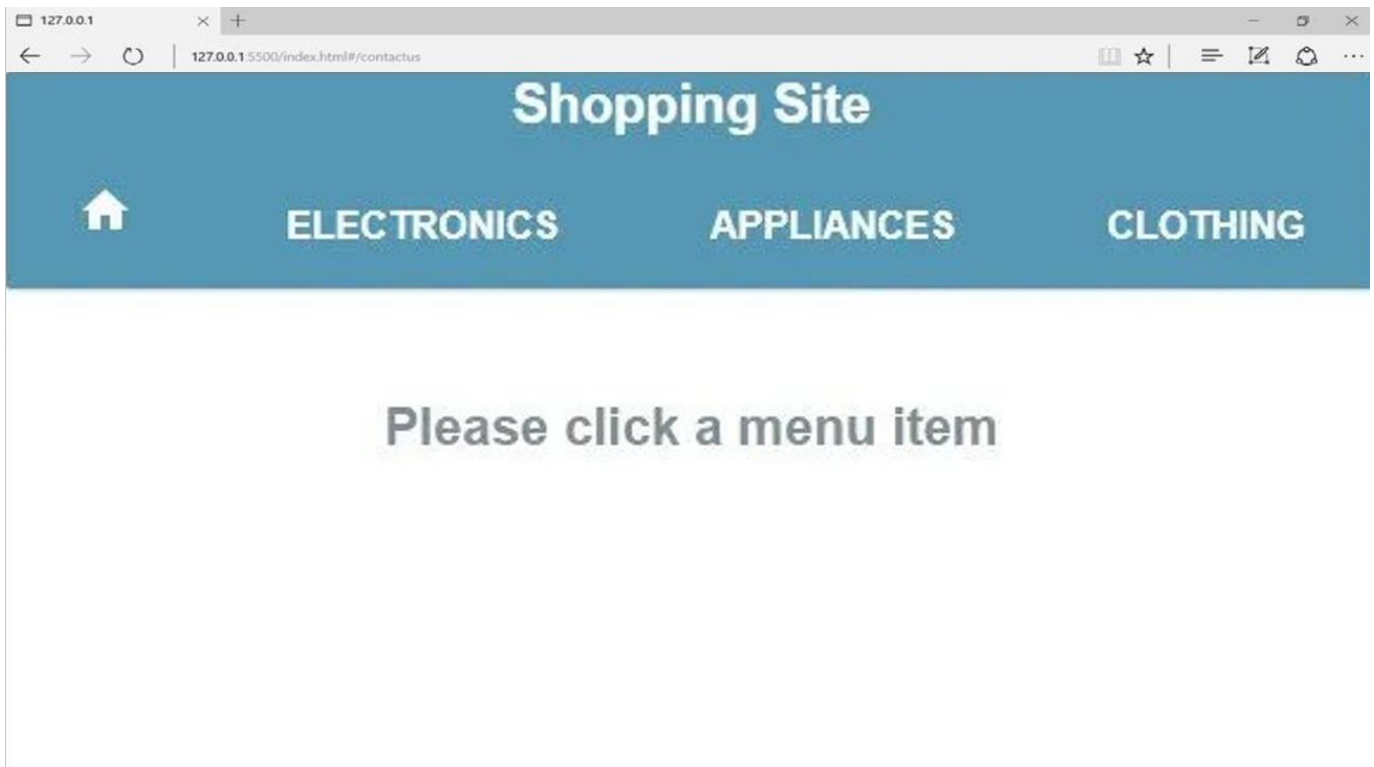 127.0.0.1
127.0.0.1:5500/index.html#/contactus
Shopping Site
ELECTRONICS APPLIANCES CLOTHING
Please click a menu item